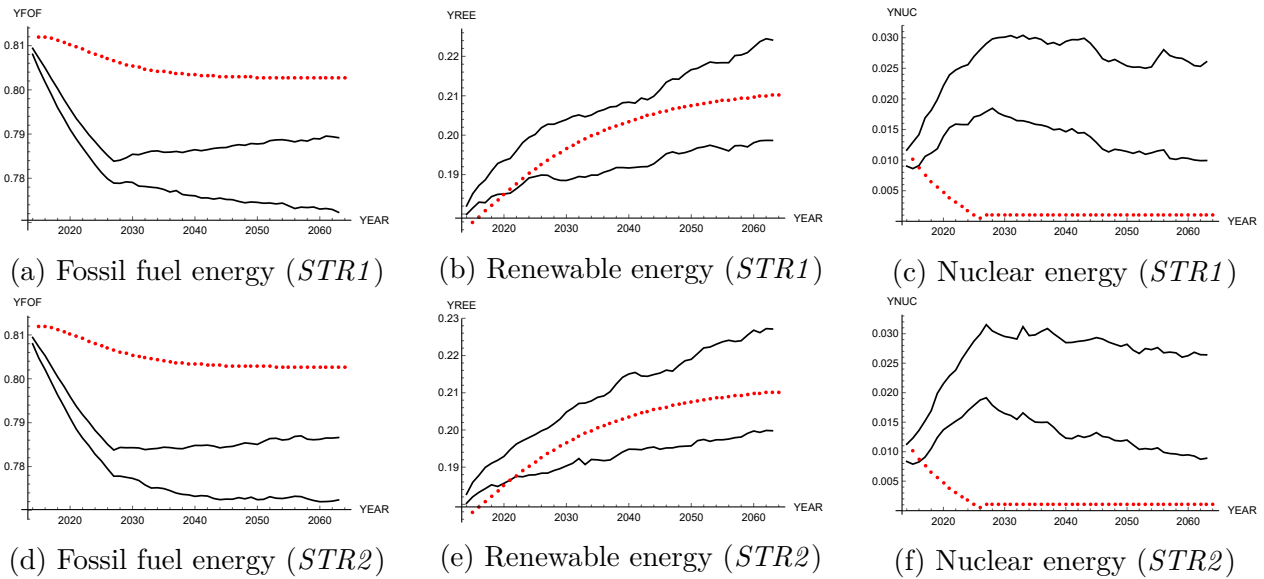 YFOF
0.81
0.80
0.79
0.78
2020 2030 2040 2050 2060
YEAR
(a) Fossil fuel energy (STR1)
YREE
0.22
0.21
0.20
0.19
2020 2030 2040 2050 2060
YEAR
(b) Renewable energy (STR1)
YNUC
0.030
0.025
0.020
0.015
0.010
0.005
2020 2030 2040 2050 2060
YEAR
(c) Nuclear energy (STR1)
YFOF
0.81
0.80
0.79
0.78
2020 2030 2040 2050 2060
YEAR
(d) Fossil fuel energy (STR2)
YREE
0.23
0.22
0.21
0.20
0.19
2020 2030 2040 2050 2060
YEAR
(e) Renewable energy (STR2)
YNUC
0.030
0.025
0.020
0.015
0.010
0.005
2020 2030 2040 2050 2060
YEAR
(f) Nuclear energy (STR2)